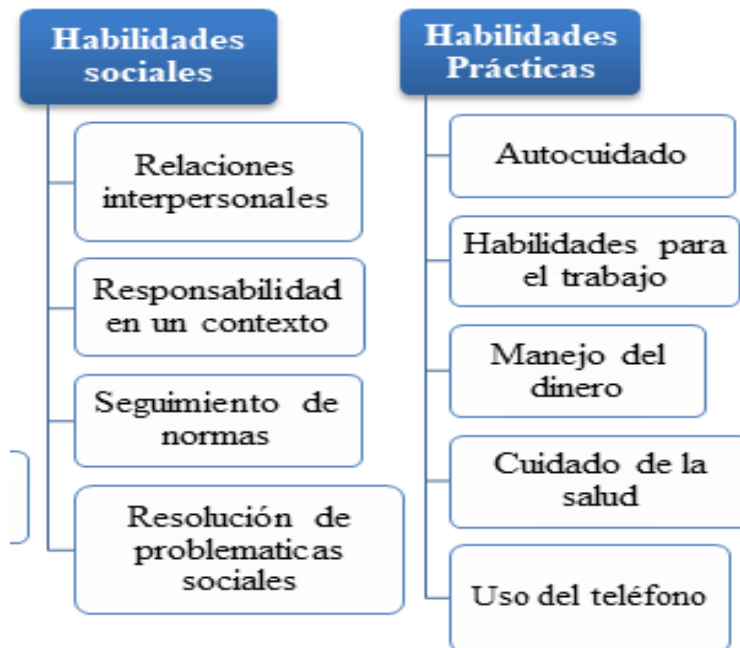 Habilidades
sociales
Relaciones
interpersonales
Responsabilidad
en un contexto
Seguimiento de
normas
Resolución de
problematicas
sociales
Habilidades
Prácticas
Autocuidado
Habilidades para
el trabajo
Manejo del
dinero
Cuidado de la
salud
Uso del teléfono